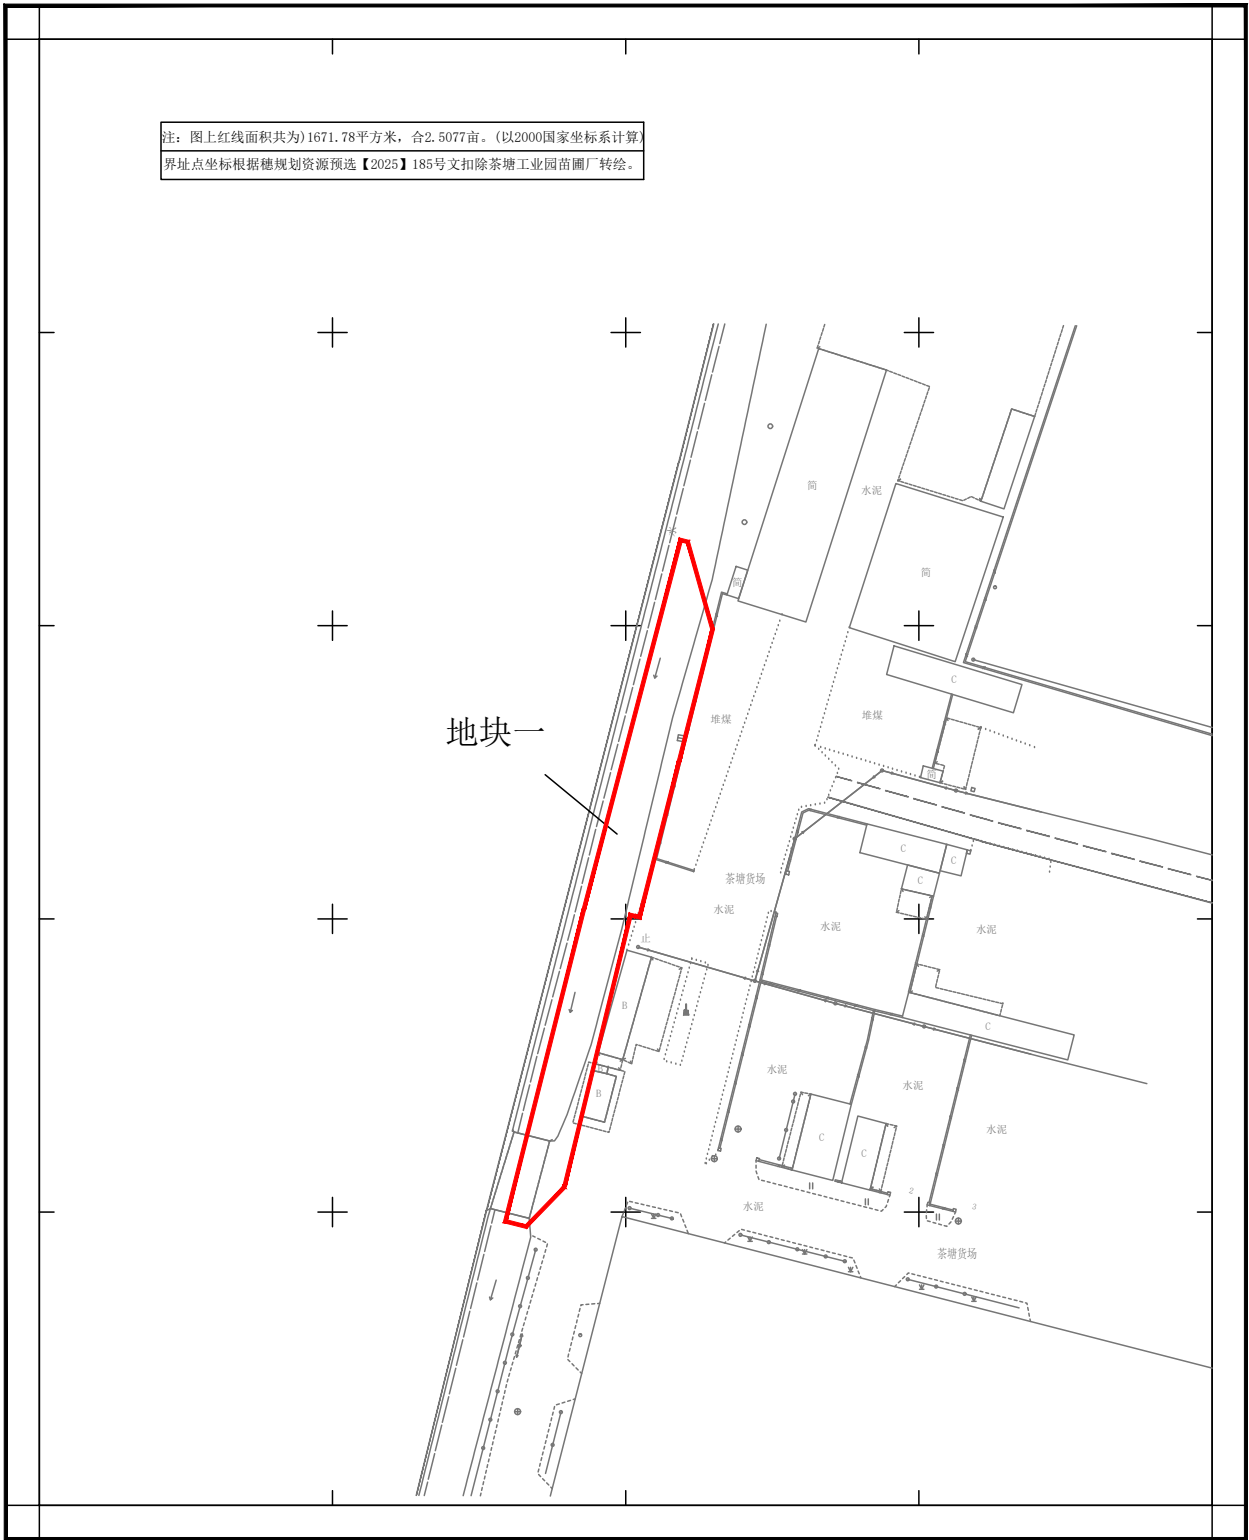 注：图上红线面积共为)1671.78平方米，合2.5077亩。(以2000国家坐标系计算)
界址点坐标根据穗规划资源预选【2025】185号文扣除茶塘工业园苗圃厂转绘。
简
水泥
简
简
C
堆煤
堆煤
地块一
简
C
C
茶塘货场
C
水泥
水泥
水泥
止
B
C
水泥
水泥
B
水泥
C
C
2
水泥
3
茶塘货场